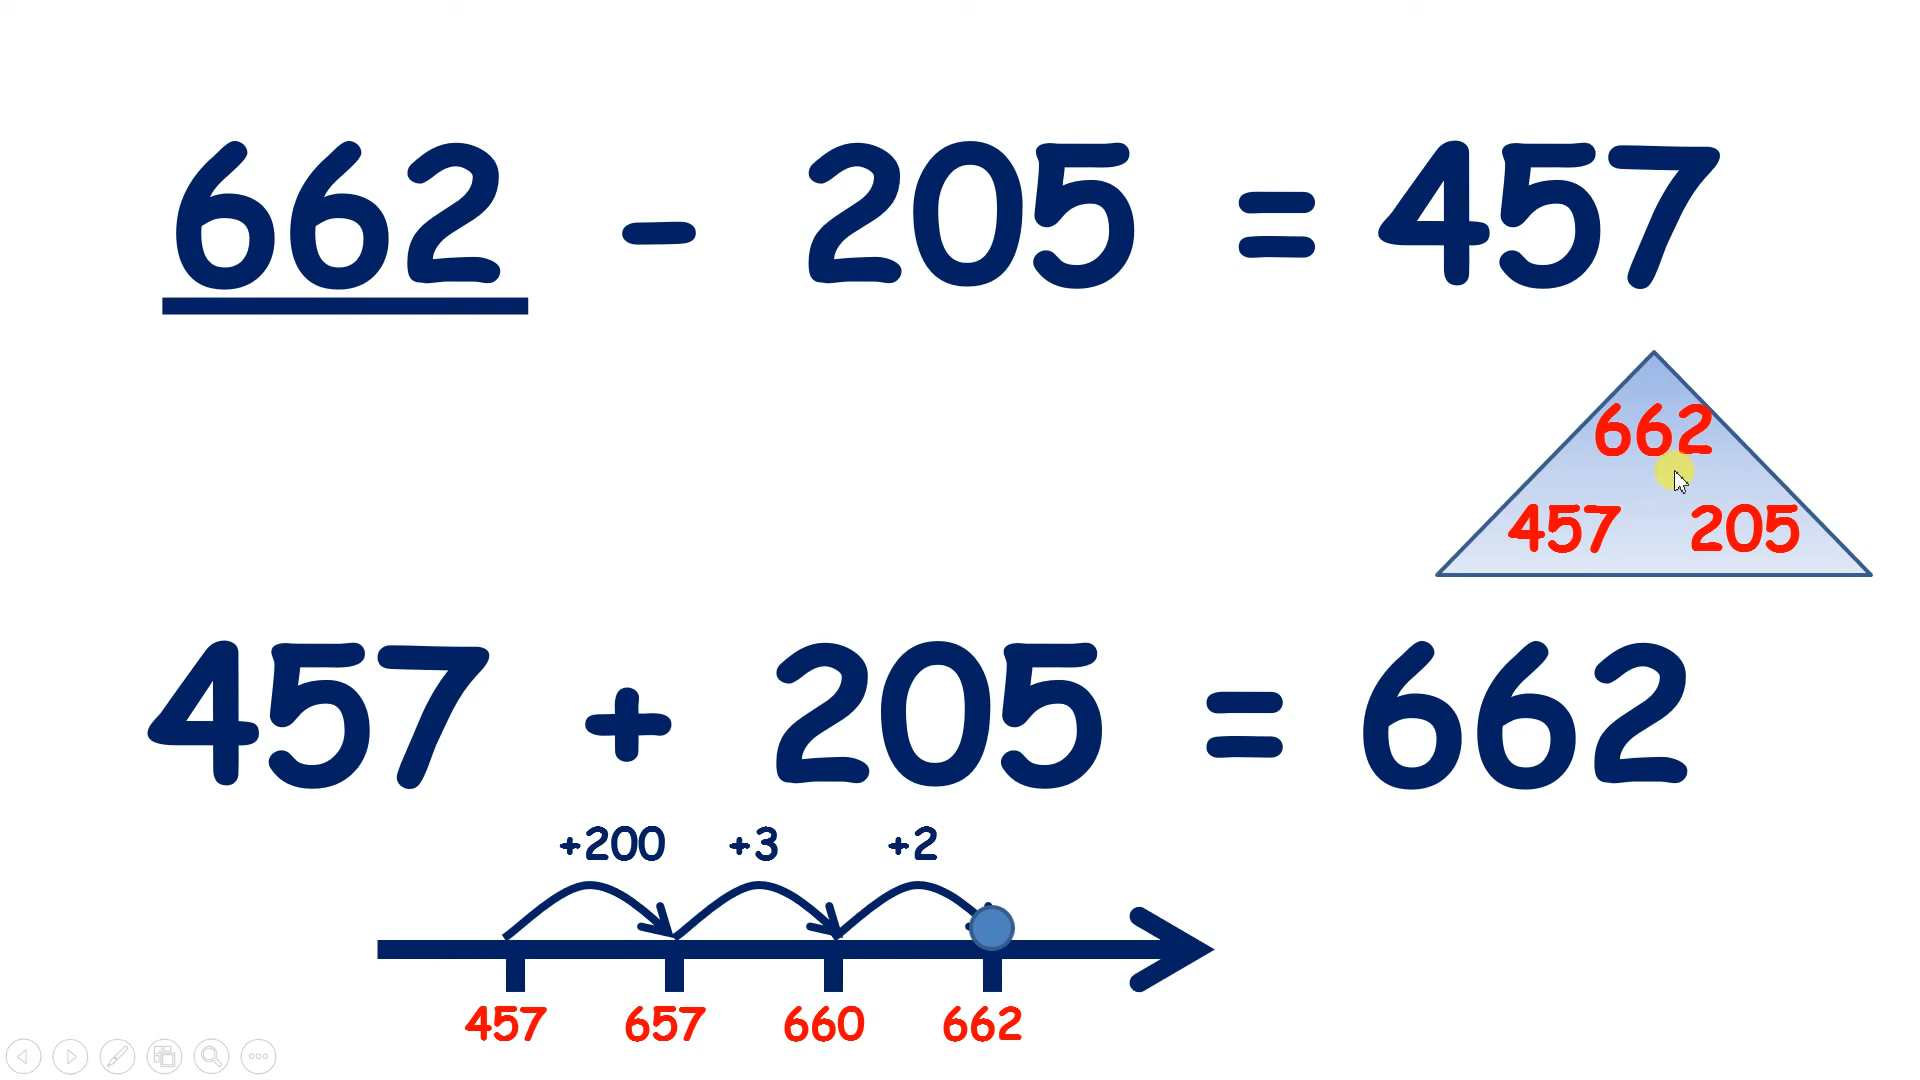 662 - 205 = 457
662
457 205
457 + 205 = 662
+200 +3 +2
457 657 660 662